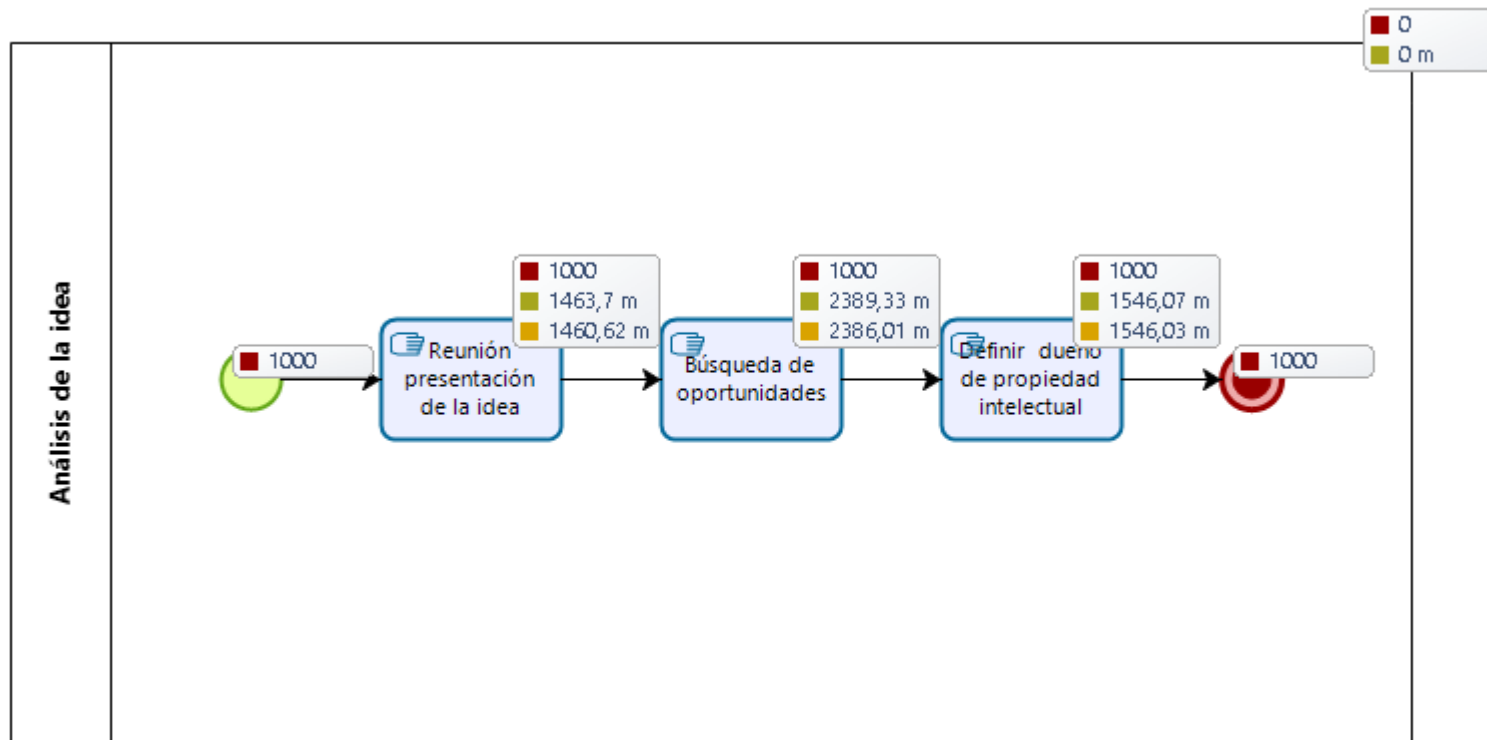 0
0 m
Análisis de la idea
1000
1000
1463,7 m
1460,62 m
Reunión
presentación
de la idea
1000
2389,33 m
2386,01 m
Búsqueda de
oportunidades
1000
1546,07 m
1546,03 m
Definir dueño
de propiedad
intelectual
1000